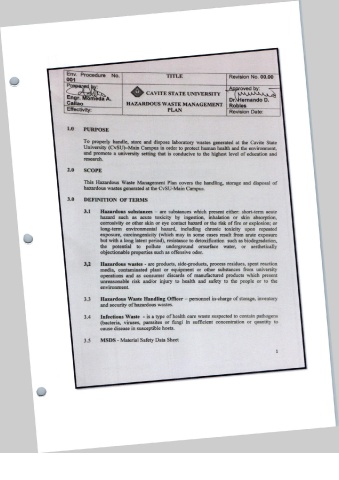 Env. Procedure No.
001
TITLE
Revision No. 00.00
Prepared by:
Engr. Momeda A.
Callao
Effectivity:
CAVITE STATE UNIVERSITY
HAZARDOUS WASTE MANAGEMENT
PLAN
Approved by:
Dr. Hernando D.
Robles
Revision Date:
1.0 PURPOSE
To properly handle, store and dispose laboratory wastes generated at the Cavite State
University (CvSU)-Main Campus in order to protect human health and the environment,
and promote a university setting that is conducive to the highest level of education and
research.
2.0 SCOPE
This Hazardous Waste Management Plan covers the handling, storage and disposal of
hazardous wastes generated at the CvSU-Main Campus.
3.0 DEFINITION OF TERMS
3.1 Hazardous substances - are substances which present either: short-term acute
hazard such as acute toxicity by ingestion, inhalation or skin absorption,
corrosivity or other skin or eye contact hazard or the risk of fire or explosion; or
long-term environmental hazard, including chronic toxicity upon repeated
exposure, carcinogenicity (which may in some cases result from acute exposure
but with a long latent period), resistance to detoxification such as biodegradation,
the potential to pollute underground or surface water, or aesthetically
objectionable properties such as offensive odor.
3.2 Hazardous wastes - are products, side-products, process residues, spent reaction
media, contaminated plant or equipment or other substances from university
operations and as consumer discards of manufactured products which present
unreasonable risk and/or injury to health and safety to the people or to the
environment.
3.3 Hazardous Waste Handling Officer - personnel in-charge of storage, inventory
and security of hazardous wastes.
3.4 Infectious Waste - is a type of health care waste suspected to contain pathogens
(bacteria, viruses, parasites or fungi in sufficient concentration or quantity to
cause disease in susceptible hosts.
3.5 MSDS - Material Safety Data Sheet